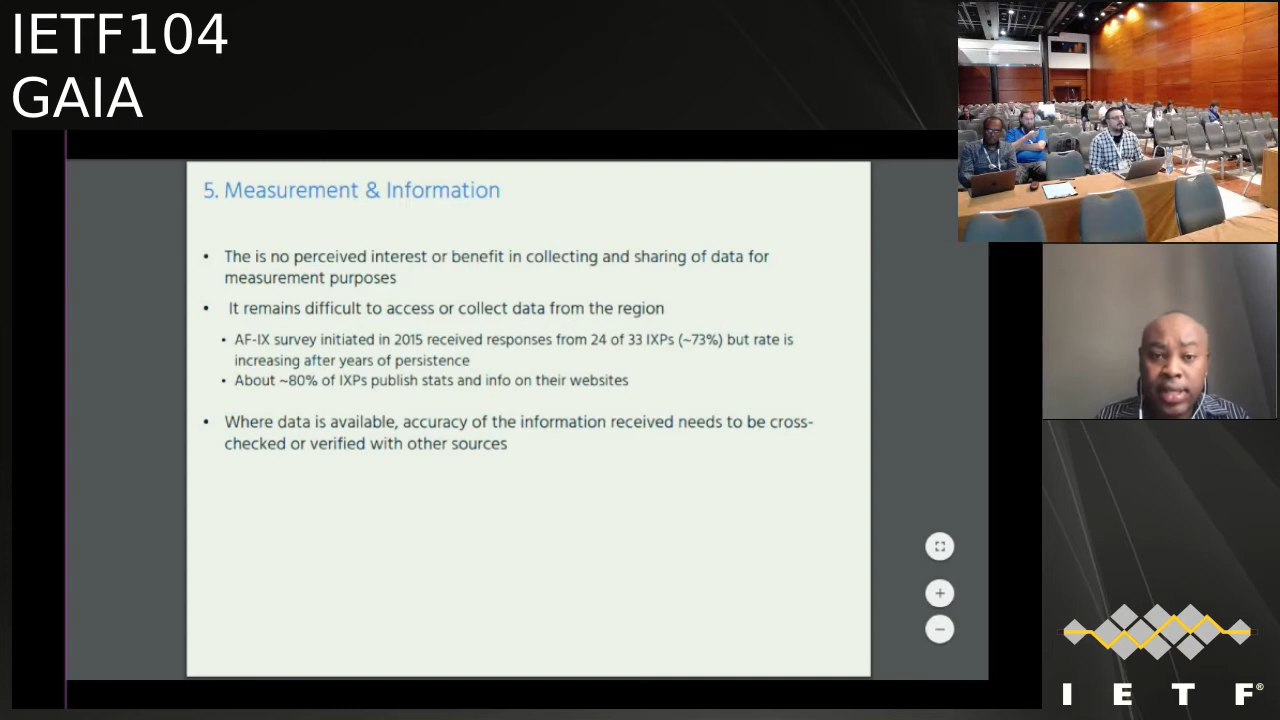 IETF104
GAIA
5. Measurement & Information
• The is no perceived interest or benefit in collecting and sharing of data for
measurement purposes
• It remains difficult to access or collect data from the region
• AF-IX survey initiated in 2015 received responses from 24 of 33 IXPs (~73%) but rate is
increasing after years of persistence
• About ~80% of IXPs publish stats and info on their websites
• Where data is available, accuracy of the information received needs to be cross-
checked or verified with other sources
I E T F®